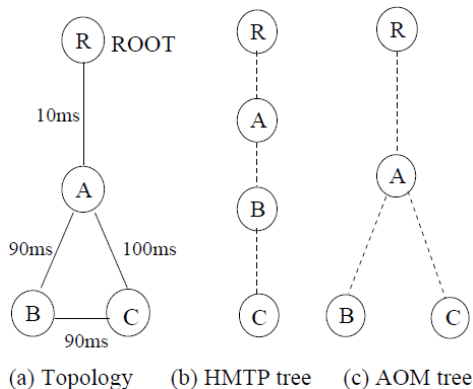 R ROOT
10ms
A
90ms 100ms
B C
90ms
(a) Topology
R
A
B
C
(b) HMTP tree
R
A
B C
(c) AOM tree